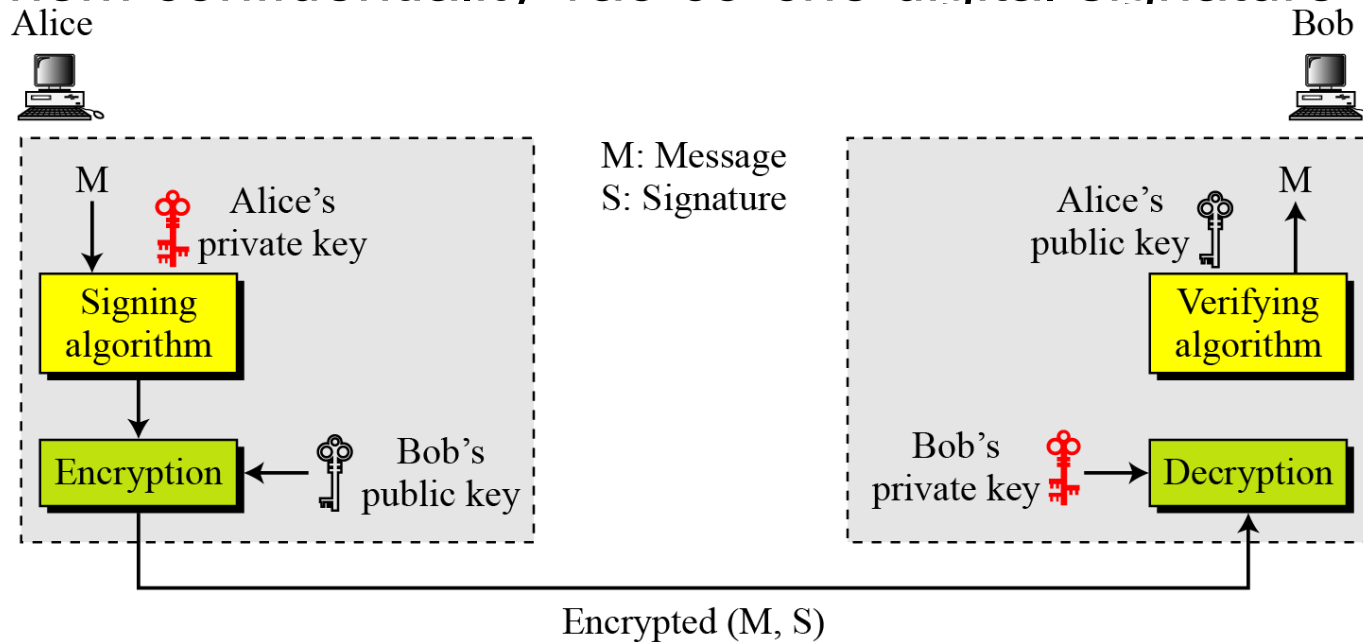 Alice
Bob
M: Message
S: Signature
M
Alice's
private key
Signing
algorithm
Encryption
Bob's
public key
Alice's
public key
M
Verifying
algorithm
Bob's
private key
Decryption
Encrypted (M, S)